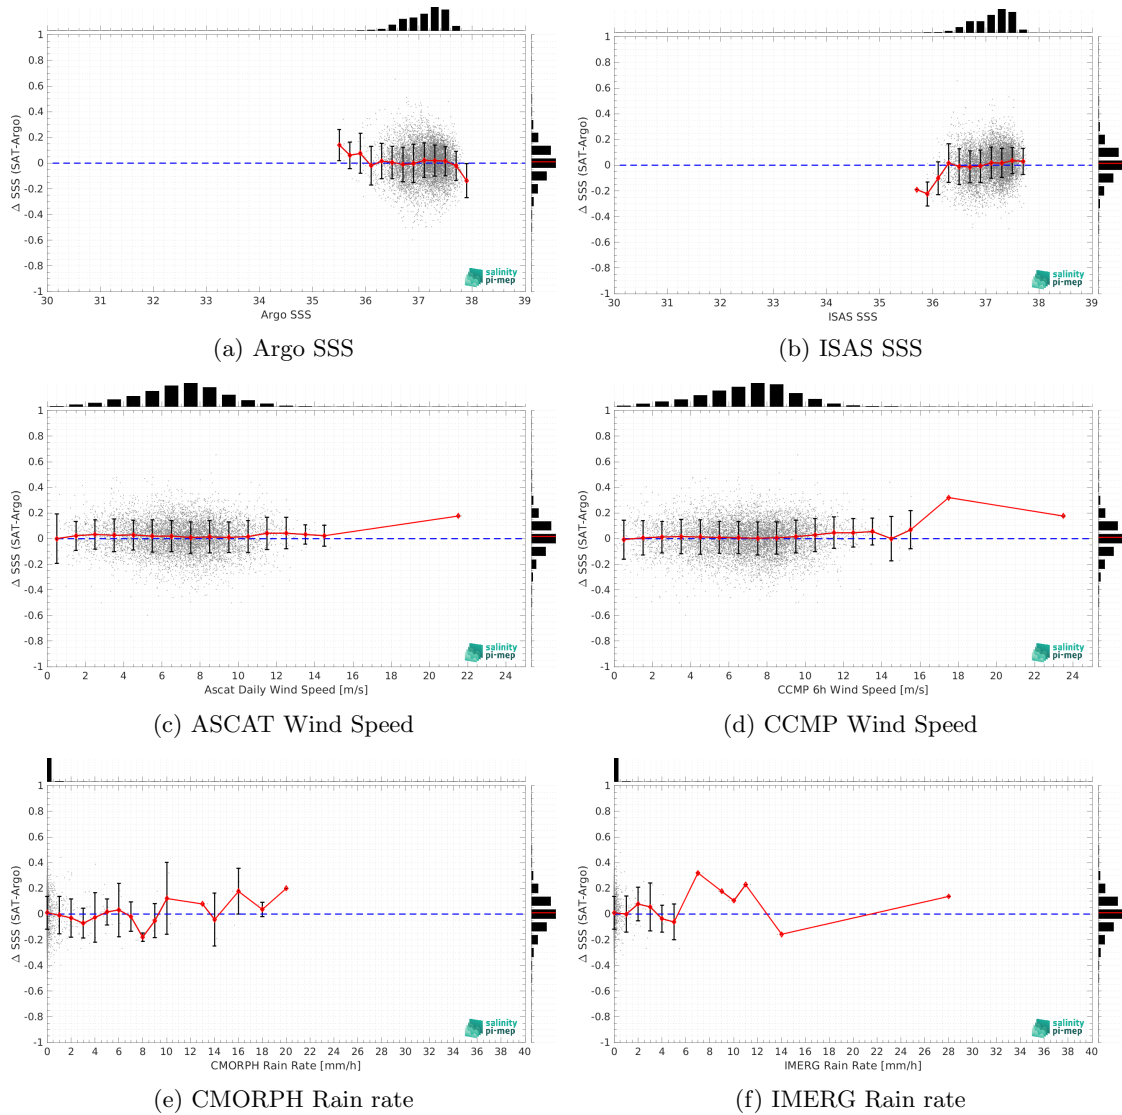 1
0.8
0.6
0.4
0.2
0
-0.2
-0.4
-0.6
-0.8
-1
Δ SSS (SAT-Argo)
salinity
pi-mep
30 31 32 33 34 35 36 37 38 39
Argo SSS
(a) Argo SSS
1
0.8
0.6
0.4
0.2
0
-0.2
-0.4
-0.6
-0.8
-1
Δ SSS (SAT-Argo)
salinity
pi-mep
30 31 32 33 34 35 36 37 38 39
ISAS SSS
(b) ISAS SSS
1
0.8
0.6
0.4
0.2
0
-0.2
-0.4
-0.6
-0.8
-1
Δ SSS (SAT-Argo)
salinity
pi-mep
0 2 4 6 8 10 12 14 16 18 20 22 24
Ascat Daily Wind Speed [m/s]
(c) ASCAT Wind Speed
1
0.8
0.6
0.4
0.2
0
-0.2
-0.4
-0.6
-0.8
-1
Δ SSS (SAT-Argo)
salinity
pi-mep
0 2 4 6 8 10 12 14 16 18 20 22 24
CCMP 6h Wind Speed [m/s]
(d) CCMP Wind Speed
1
0.8
0.6
0.4
0.2
0
-0.2
-0.4
-0.6
-0.8
-1
Δ SSS (SAT-Argo)
salinity
pi-mep
0 2 4 6 8 10 12 14 16 18 20 22 24 26 28 30 32 34 36 38 40
CMORPH Rain Rate [mm/h]
(e) CMORPH Rain rate
1
0.8
0.6
0.4
0.2
0
-0.2
-0.4
-0.6
-0.8
-1
Δ SSS (SAT-Argo)
salinity
pi-mep
0 2 4 6 8 10 12 14 16 18 20 22 24 26 28 30 32 34 36 38 40
IMERG Rain Rate [mm/h]
(f) IMERG Rain rate